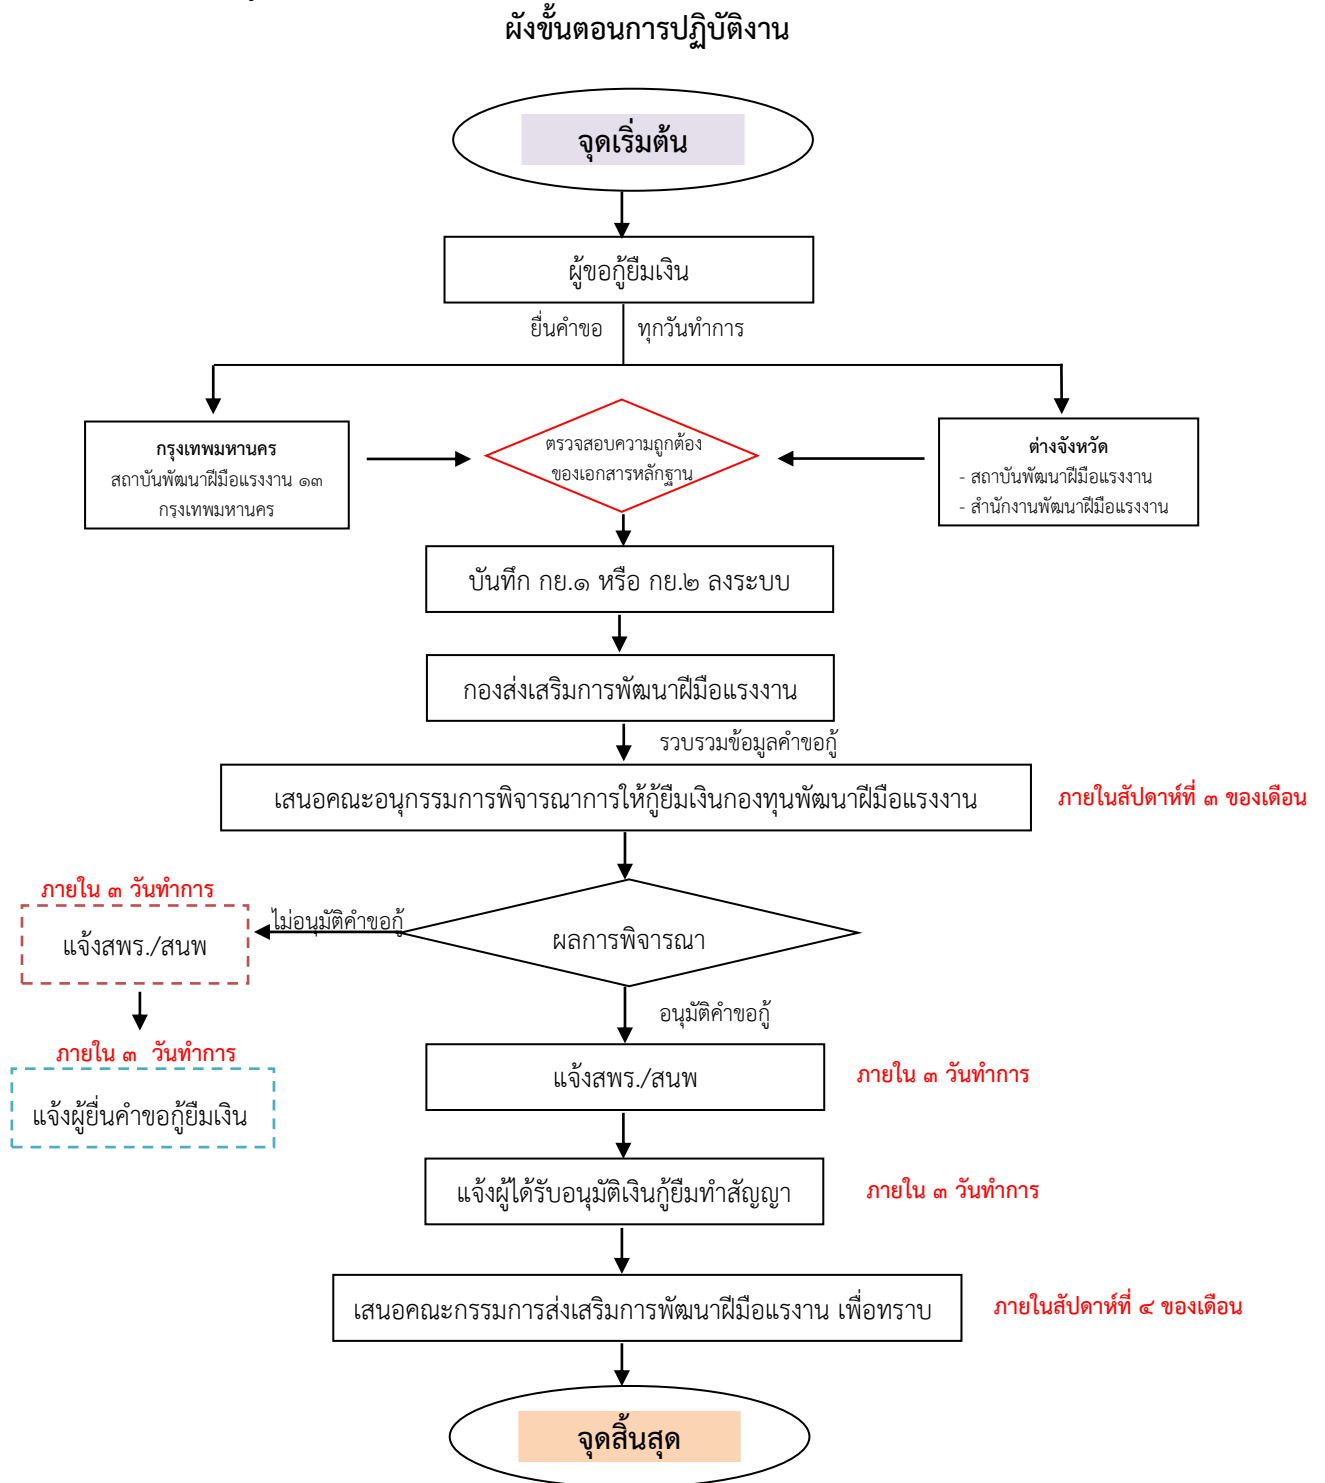 ผังขั้นตอนการปฏิบัติงาน
จุดเริ่มต้น
ผู้ขอกู้ยืมเงิน
ยื่นคำขอ ทุกวันทำการ
กรุงเทพมหานคร
สถาบันพัฒนาฝีมือแรงงาน ๑๓
กรุงเทพมหานคร
ตรวจสอบความถูกต้อง
ของเอกสารหลักฐาน
ต่างจังหวัด
- สถาบันพัฒนาฝีมือแรงงาน
- สำนักงานพัฒนาฝีมือแรงงาน
บันทึก กย.๑ หรือ กย.๒ ลงระบบ
กองส่งเสริมการพัฒนาฝีมือแรงงาน
รวบรวมข้อมูลคำขอกู้
เสนอคณะอนุกรรมการพิจารณาการให้กู้ยืมเงินกองทุนพัฒนาฝีมือแรงงาน
ภายในสัปดาห์ที่ ๓ ของเดือน
ผลการพิจารณา
ไม่อนุมัติคำขอกู้
ภายใน ๓ วันทำการ
แจ้งสพร./สนพ
ภายใน ๓ วันทำการ
แจ้งผู้ยื่นคำขอกู้ยืมเงิน
อนุมัติคำขอกู้
แจ้งสพร./สนพ
ภายใน ๓ วันทำการ
แจ้งผู้ได้รับอนุมัติเงินกู้ยืมทำสัญญา
ภายใน ๓ วันทำการ
เสนอคณะกรรมการส่งเสริมการพัฒนาฝีมือแรงาน เพื่อทราบ
ภายในสัปดาห์ที่ ๔ ของเดือน
จุดสิ้นสุด